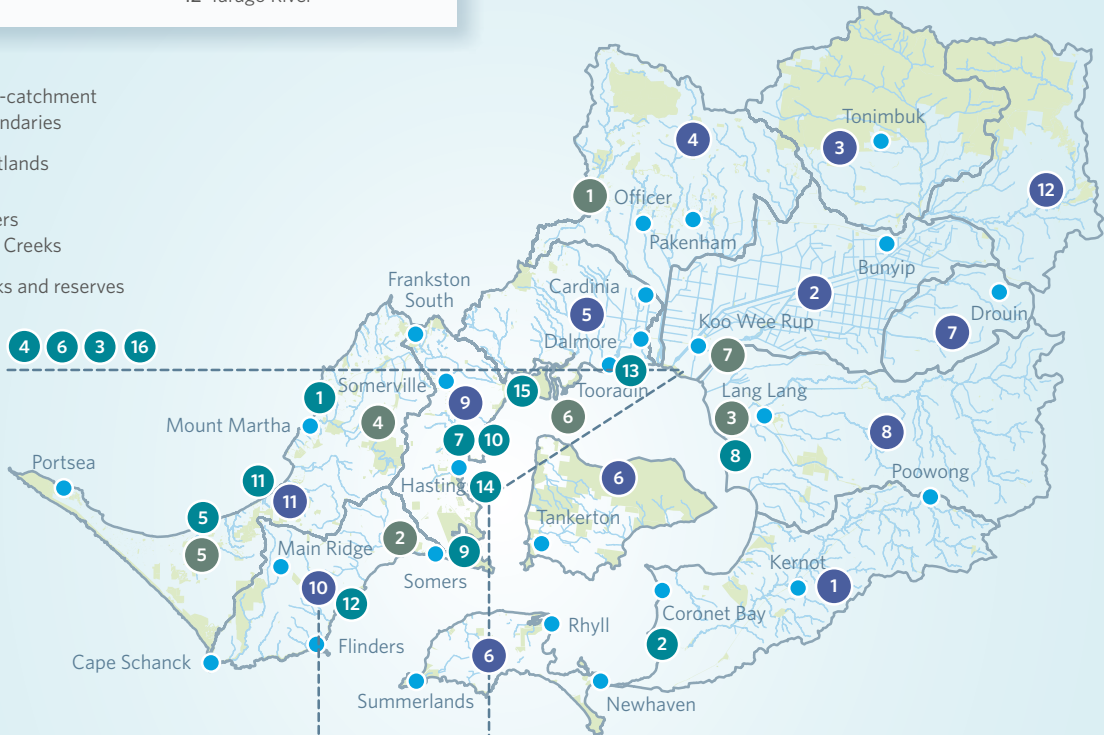 12 Tarago River
-catchment
ndaries
tlands
ers
Creeks
ks and reserves
4 6 3 16
Tonimbuk
4
3
12
1
Officer
Pakenham
Bunyip
Frankston
South
Cardinia
2
5
Koo Wee Rup
Drouin
7
Dalmore
7
13
Somerville
15
Tooradin
Lang Lang
1
9
6
3
4
Mount Martha
7
10
8
8
Portsea
Hasting
14
6
Poowong
11
11
5
Tankerton
5
Main Ridge
2
9
Somers
Kernot
1
10
12
Coronet Bay
Rhyll
Flinders
2
6
Cape Schanck
Summerlands
Newhaven